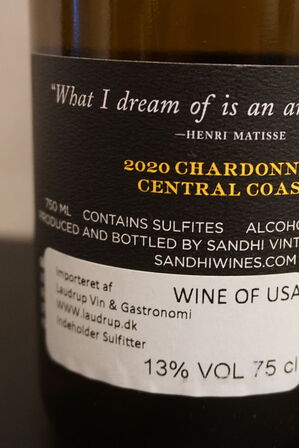 "What I dream of is an
—HENRI MATISSE
2020 CHARDONN
CENTRAL COAS
750 ML CONTAINS SULFITES ALCOHO
PRODUCED AND BOTTLED BY SANDHI VINT
SANDHIWINES.COM
Importeret af
Laudrup Vin & Gastronomi
WWW.laudrup.dk
Indeholder Sulfitter
WINE OF USA
13% VOL 75 cl